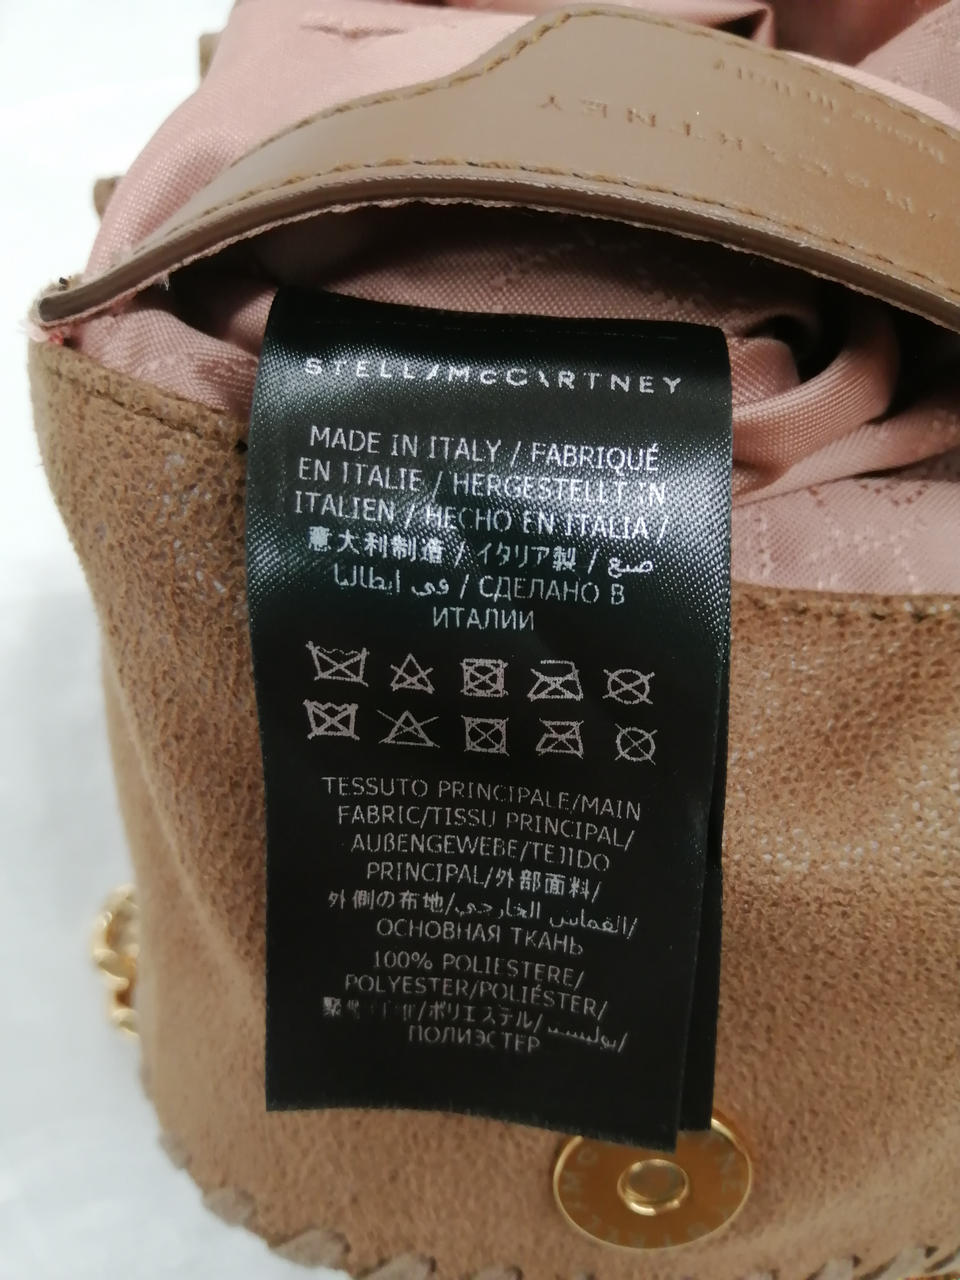 STELLA McCARTNEY
MADE IN ITALY / FABRIQUÉ
EN ITALIE / HERGESTELLT IN
ITALIEN / HECHO EN ITALIA /
意大利制造 / イタリア製 / صنع
في ايطاليا / СДЕЛАНО В
ИТАЛИИ
TESSUTO PRINCIPALE/MAIN
FABRIC/TISSU PRINCIPAL/
AUßENGEWEBE/TEJIDO
PRINCIPAL/外部面料/
外側の布地/القماش الخارجي/
ОСНОВНАЯ ТКАНЬ
100% POLIESTERE/
POLYESTER/POLIÉSTER/
ポリエステル/بوليستر/
ПОЛИЭСТЕР